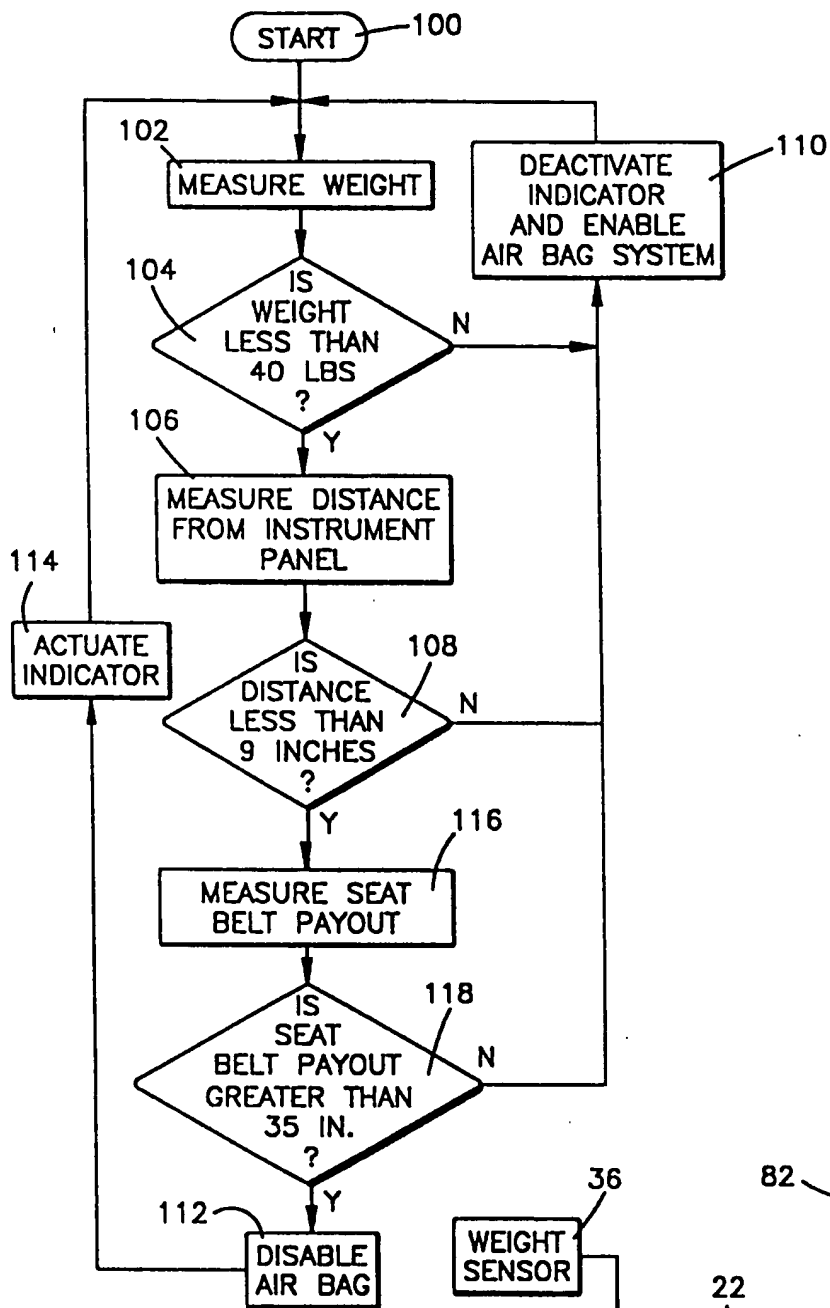 START
100
102
MEASURE WEIGHT
DEACTIVATE
INDICATOR
AND ENABLE
AIR BAG SYSTEM
110
104
IS
WEIGHT
LESS THAN
40 LBS
?
N
Y
106
MEASURE DISTANCE
FROM INSTRUMENT
PANEL
114
ACTUATE
INDICATOR
IS
DISTANCE
LESS THAN
9 INCHES
?
108
N
Y
116
MEASURE SEAT
BELT PAYOUT
IS
SEAT
BELT PAYOUT
GREATER THAN
35 IN.
?
118
N
Y
112
DISABLE
AIR BAG
36
WEIGHT
SENSOR
82
22